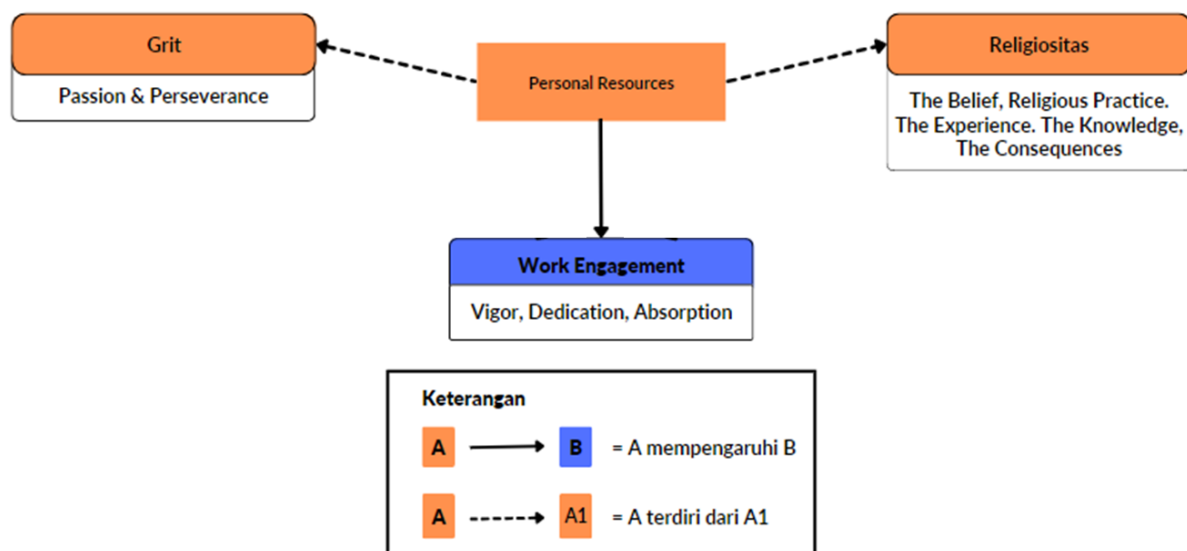 Grit
Passion & Perseverance
Personal Resources
Religiositas
The Belief, Religious Practice.
The Experience. The Knowledge,
The Consequences
Work Engagement
Vigor, Dedication, Absorption
Keterangan
A B = A mempengaruhi B
A A1 = A terdiri dari A1